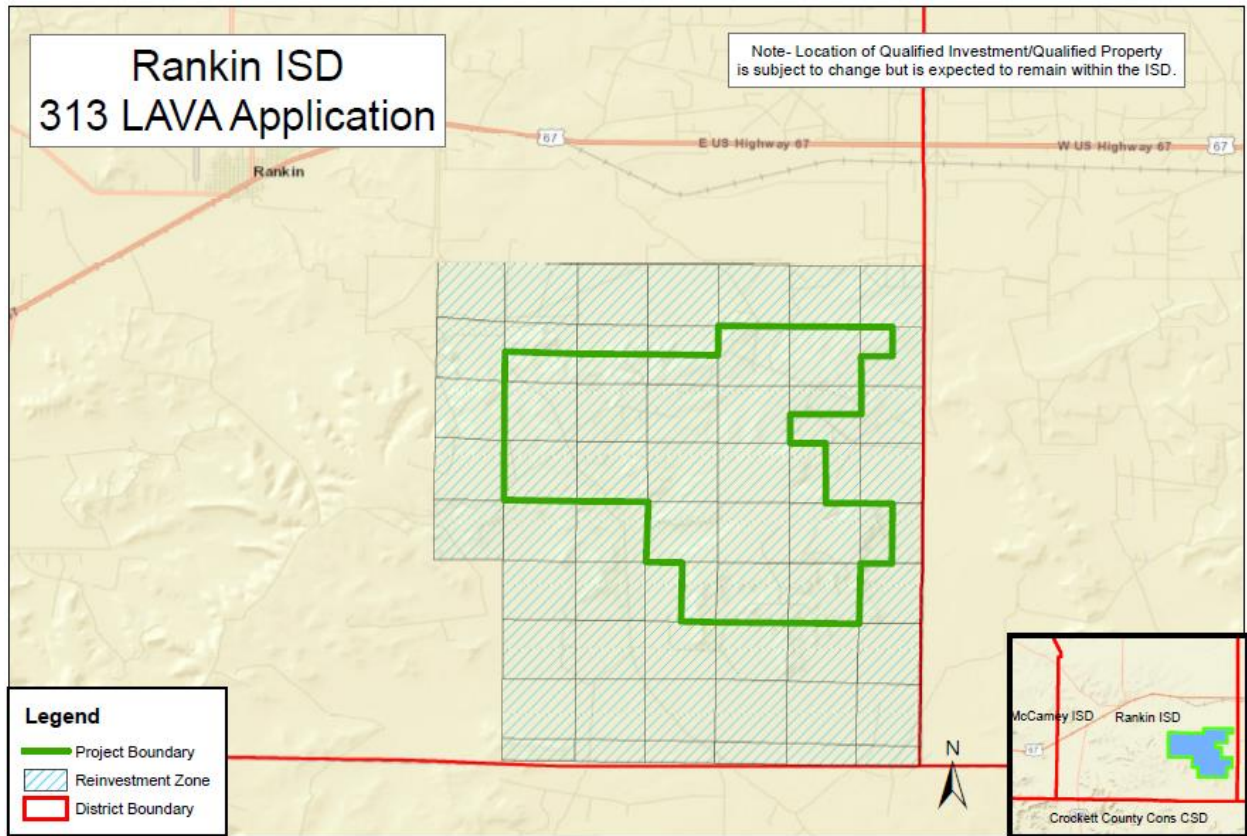 Rankin ISD
313 LAVA Application
Note- Location of Qualified Investment/Qualified Property
is subject to change but is expected to remain within the ISD.
67
E US Highway 67
W US Highway 67
67
Rankin
Legend
Project Boundary
Reinvestment Zone
District Boundary
N
McCamey ISD
Rankin ISD
67
Crockett County Cons CSD